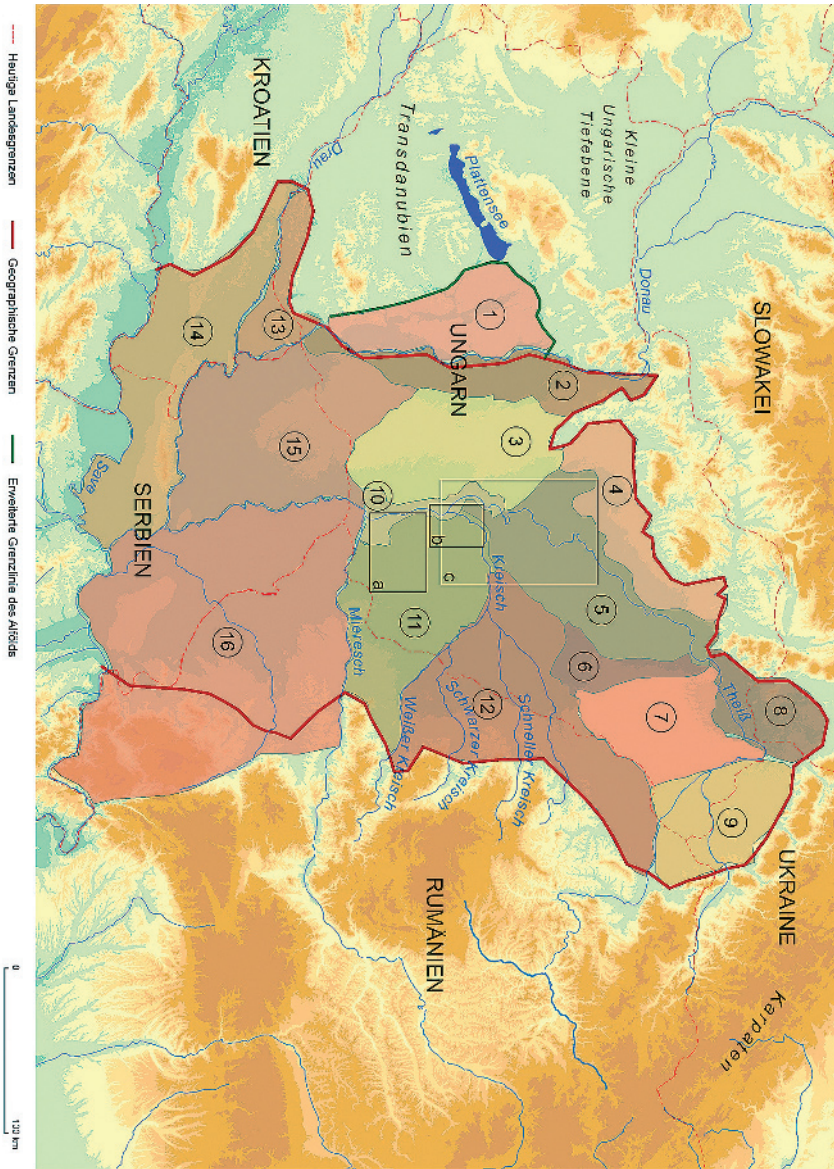 SLOWAKEI
UKRAINE
Karpaten
Kleine
Ungarische
Tiefebene
Donau
Transdanubien
Plattensee
UNGARN
KROATIEN
Drau
RUMÄNIEN
SERBIEN
Save
Theiß
Kreisch
Schneller Kreisch
Schwarzer Kreisch
Weißer Kreisch
Mieresch
1
2
3
4
5
6
7
8
9
10
11
12
13
14
15
16
a
b
c
Heutige Landesgrenzen
Geographische Grenzen
Erweiterte Grenzlinie des Alfölds
0
130 km